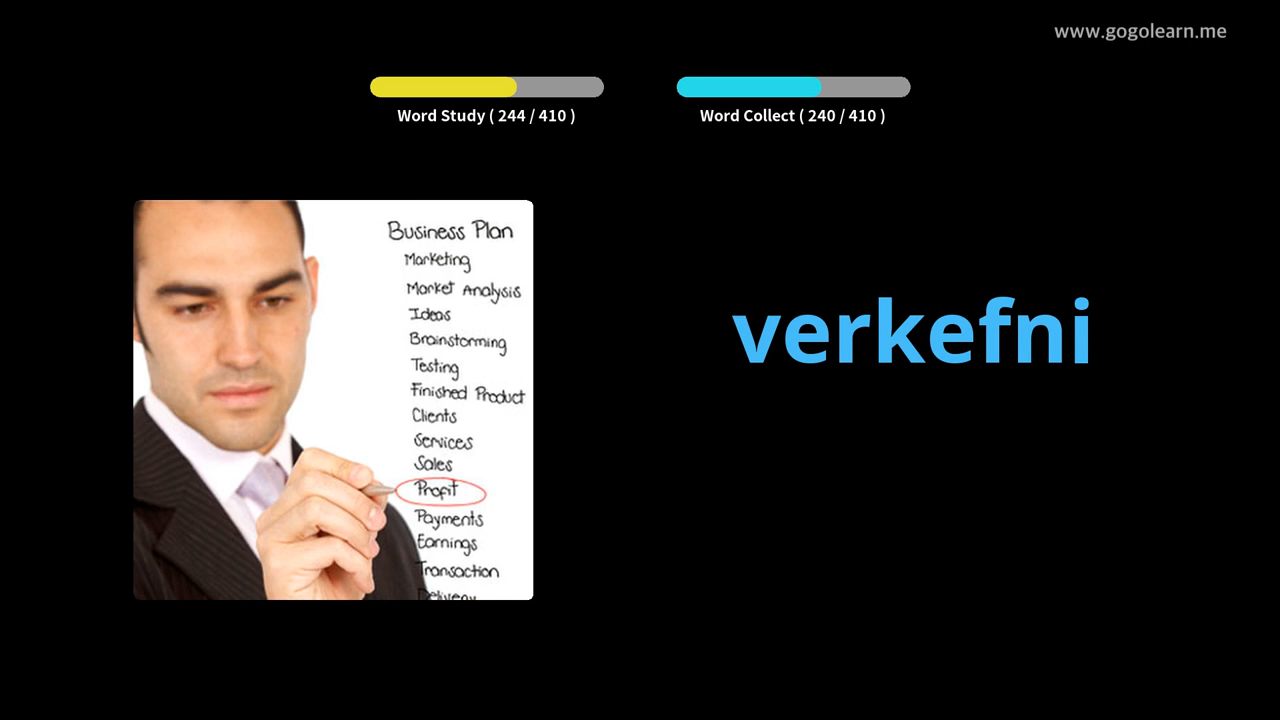 www.gogolearn.me
Word Study ( 244 / 410 )
Word Collect ( 240 / 410 )
Business Plan
Marketing
Market Analysis
Ideas
Brainstorming
Testing
Finished Product
Clients
Services
Sales
Profit
Payments
Earnings
Transaction
Delivery
verkefni